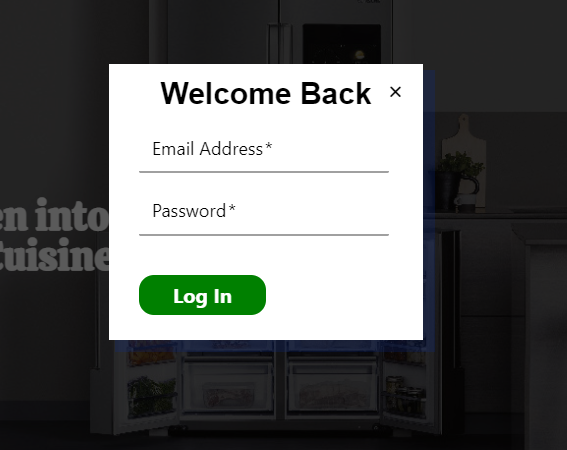 Welcome Back ×
Email Address*
en into
Password*
Cuisine
Log In